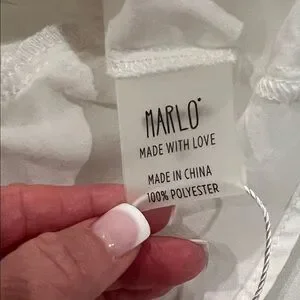 MARLO
MADE WITH LOVE
MADE IN CHINA
100% POLYESTER